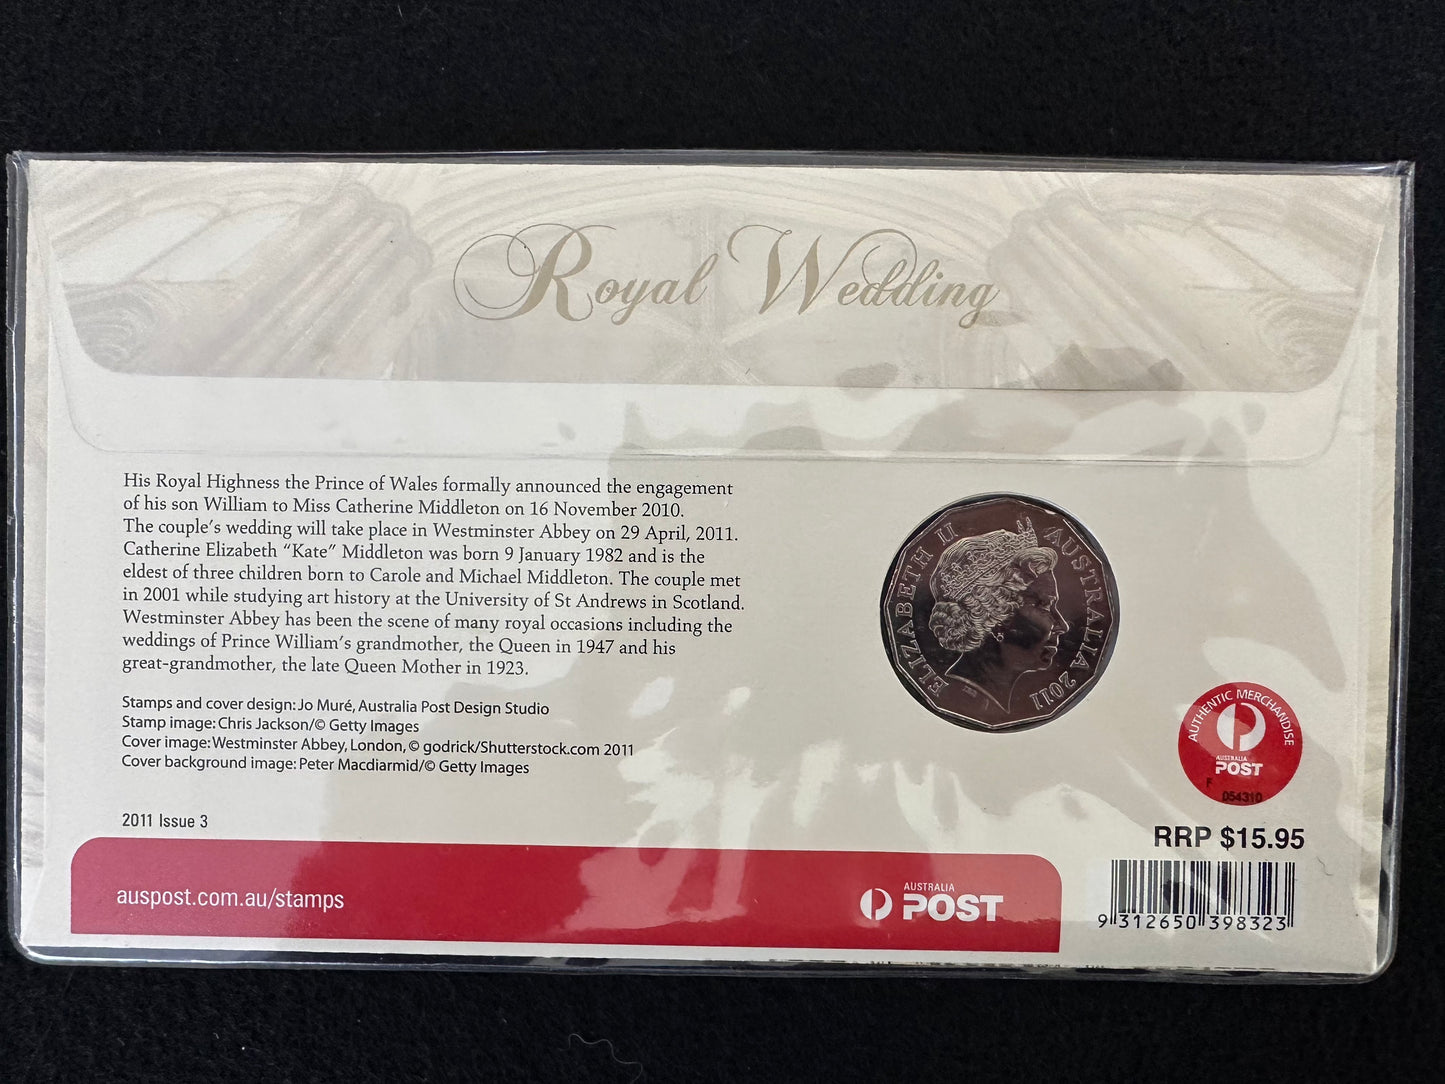 Royal Wedding
His Royal Highness the Prince of Wales formally announced the engagement
of his son William to Miss Catherine Middleton on 16 November 2010.
The couple's wedding will take place in Westminster Abbey on 29 April, 2011.
Catherine Elizabeth “Kate” Middleton was born 9 January 1982 and is the
eldest of three children born to Carole and Michael Middleton. The couple met
in 2001 while studying art history at the University of St Andrews in Scotland.
Westminster Abbey has been the scene of many royal occasions including the
weddings of Prince William's grandmother, the Queen in 1947 and his
great-grandmother, the late Queen Mother in 1923.
Stamps and cover design: Jo Muré, Australia Post Design Studio
Stamp image: Chris Jackson/© Getty Images
Cover image: Westminster Abbey, London, © godrick/Shutterstock.com 2011
Cover background image: Peter Macdiarmid/© Getty Images
2011 Issue 3
auspost.com.au/stamps
AUSTRALIA
POST
ELIZABETH II
AUSTRALIA 2011
AUTHENTIC MERCHANDISE
AUSTRALIA
POST
F
054310
RRP $15.95
9 312650 398323